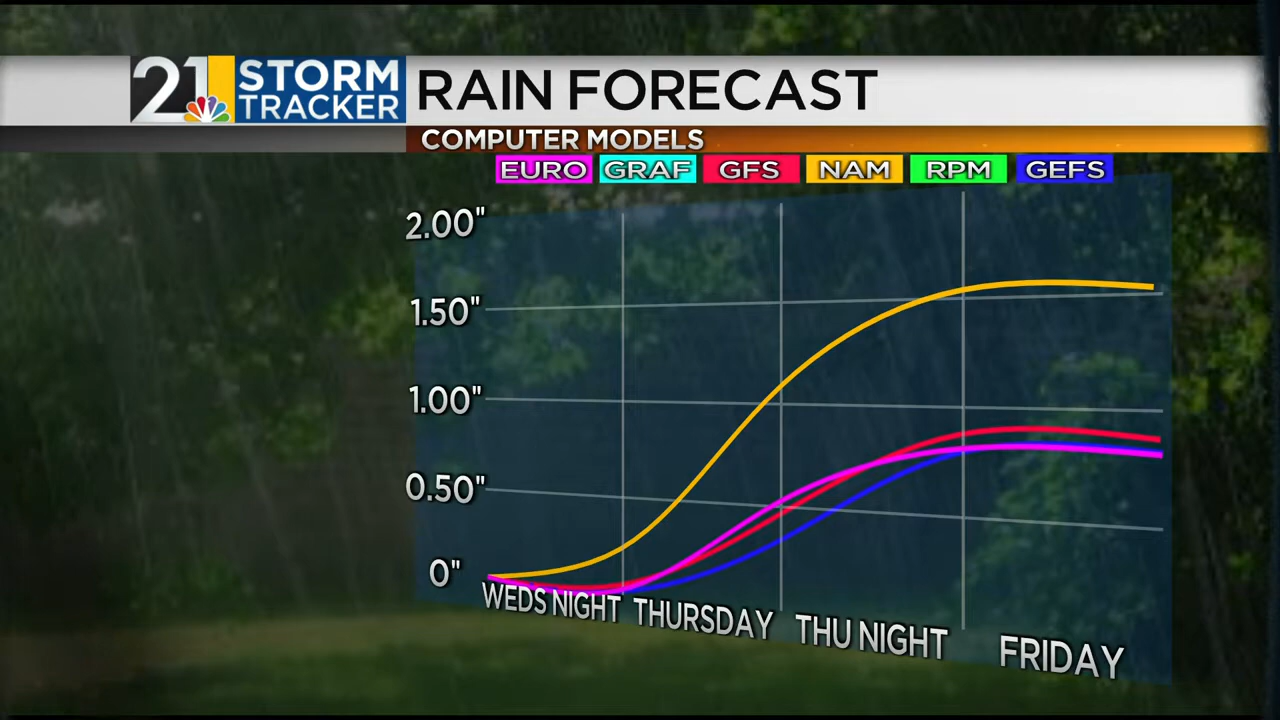 21 STORM TRACKER
RAIN FORECAST
COMPUTER MODELS
EURO GRAF GFS NAM RPM GEFS
2.00"
1.50"
1.00"
0.50"
0"
WEDS NIGHT THURSDAY THU NIGHT FRIDAY